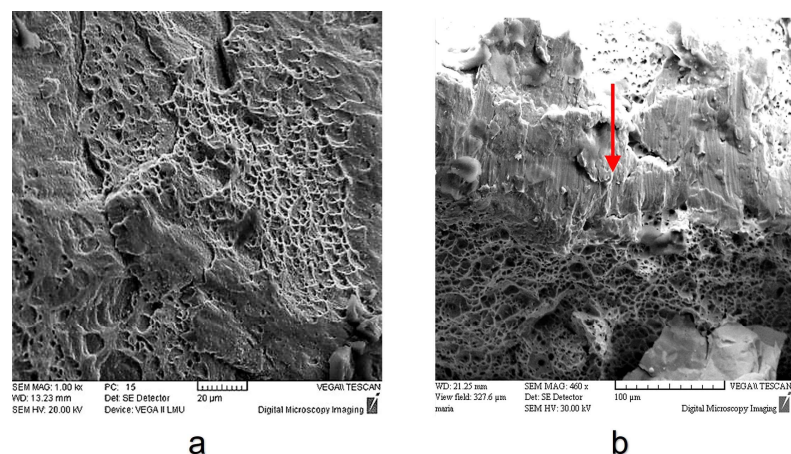 SEM MAG: 1.00 kx PC: 15
WD: 13.23 mm Det: SE Detector 20 µm VEGA\\ TESCAN
SEM HV: 20.00 kV Device: VEGA II LMU Digital Microscopy Imaging
WD: 21.25 mm SEM MAG: 460 x VEGA\\ TESCAN
View field: 327.6 µm Det: SE Detector 100 µm
maria SEM HV: 30.00 kV Digital Microscopy Imaging
a
b